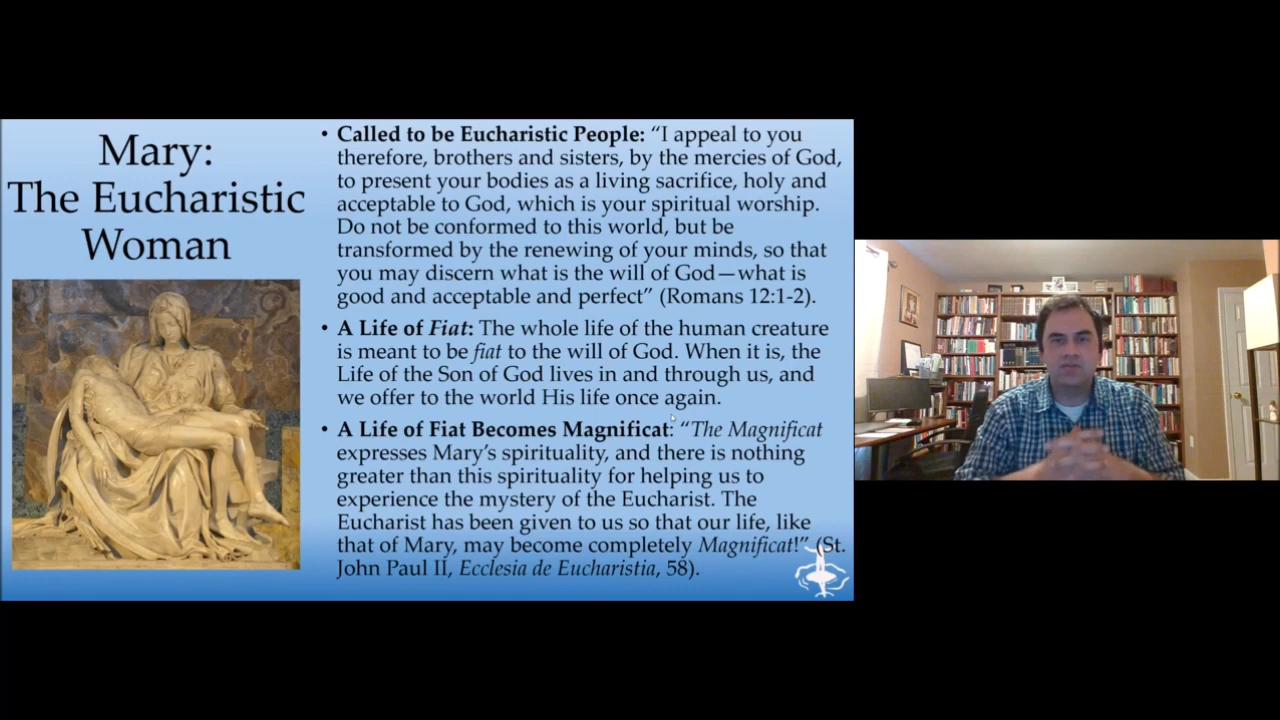 Mary:
The Eucharistic
Woman
• Called to be Eucharistic People: “I appeal to you
therefore, brothers and sisters, by the mercies of God,
to present your bodies as a living sacrifice, holy and
acceptable to God, which is your spiritual worship.
Do not be conformed to this world, but be
transformed by the renewing of your minds, so that
you may discern what is the will of God—what is
good and acceptable and perfect” (Romans 12:1-2).
• A Life of Fiat: The whole life of the human creature
is meant to be fiat to the will of God. When it is, the
Life of the Son of God lives in and through us, and
we offer to the world His life once again.
• A Life of Fiat Becomes Magnificat: “The Magnificat
expresses Mary’s spirituality, and there is nothing
greater than this spirituality for helping us to
experience the mystery of the Eucharist. The
Eucharist has been given to us so that our life, like
that of Mary, may become completely Magnificat!” (St.
John Paul II, Ecclesia de Eucharistia, 58).